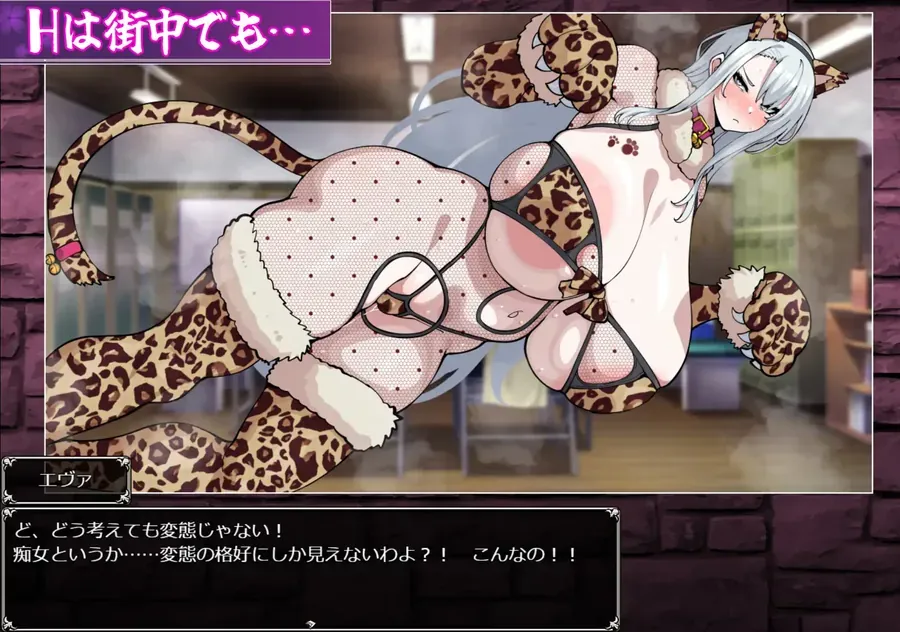 Hは街中でも…
エヴァ
ど、どう考えても変態じゃない！
痴女というか……変態の格好にしか見えないわよ？！　こんなの！！